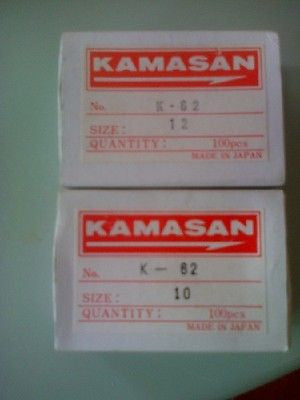 KAMASAN
No. K-62
SIZE: 12
QUANTITY: 100pcs
MADE IN JAPAN
KAMASAN
No. K-62
SIZE: 10
QUANTITY: 100pcs
MADE IN JAPAN